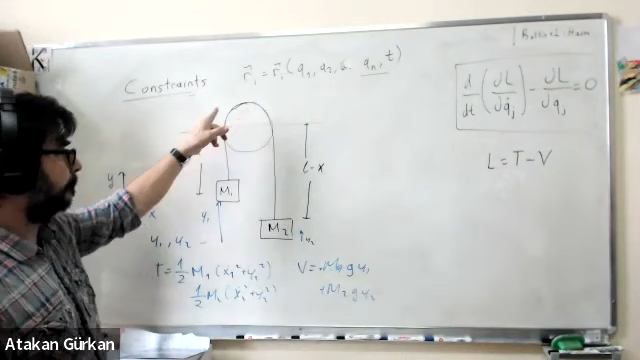 Constraints
r⃗ᵢ = r⃗ᵢ (q₁, q₂, ... qₙ, t)
d/dt (∂L/∂q̇ⱼ) - ∂L/∂qⱼ = 0
L = T - V
y
M₁
l-x
x
y₁
M₂
y₂
y₁, y₂
T = 1/2 M₁ (ẋ₁² + ẏ₁²)
1/2 M₂ (ẋ₂² + ẏ₂²)
V = M₁ g y₁
+ M₂ g y₂
Atakan Gürkan